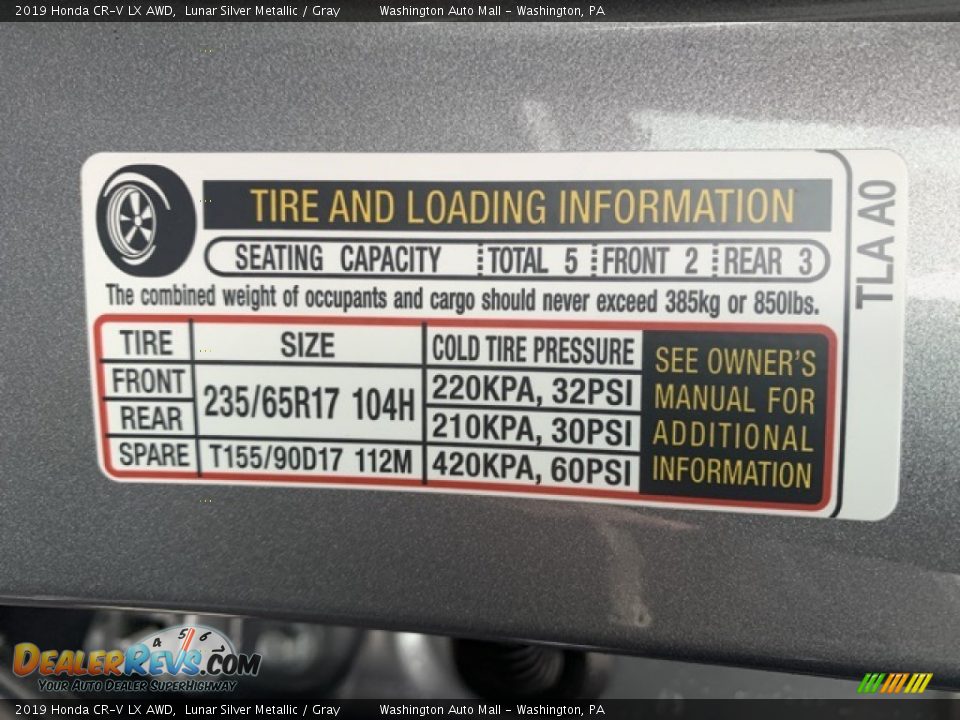 2019 Honda CR-V LX AWD, Lunar Silver Metallic / Gray Washington Auto Mall - Washington, PA
TIRE AND LOADING INFORMATION
SEATING CAPACITY TOTAL 5 FRONT 2 REAR 3
The combined weight of occupants and cargo should never exceed 385kg or 850lbs.
TIRE SIZE COLD TIRE PRESSURE
FRONT 235/65R17 104H 220KPA, 32PSI
REAR 210KPA, 30PSI
SPARE T155/90D17 112M 420KPA, 60PSI
SEE OWNER'S
MANUAL FOR
ADDITIONAL
INFORMATION
TLA A0
4 5 6
DEALERREVS.COM
YOUR AUTO DEALER SUPERHIGHWAY
2019 Honda CR-V LX AWD, Lunar Silver Metallic / Gray Washington Auto Mall - Washington, PA